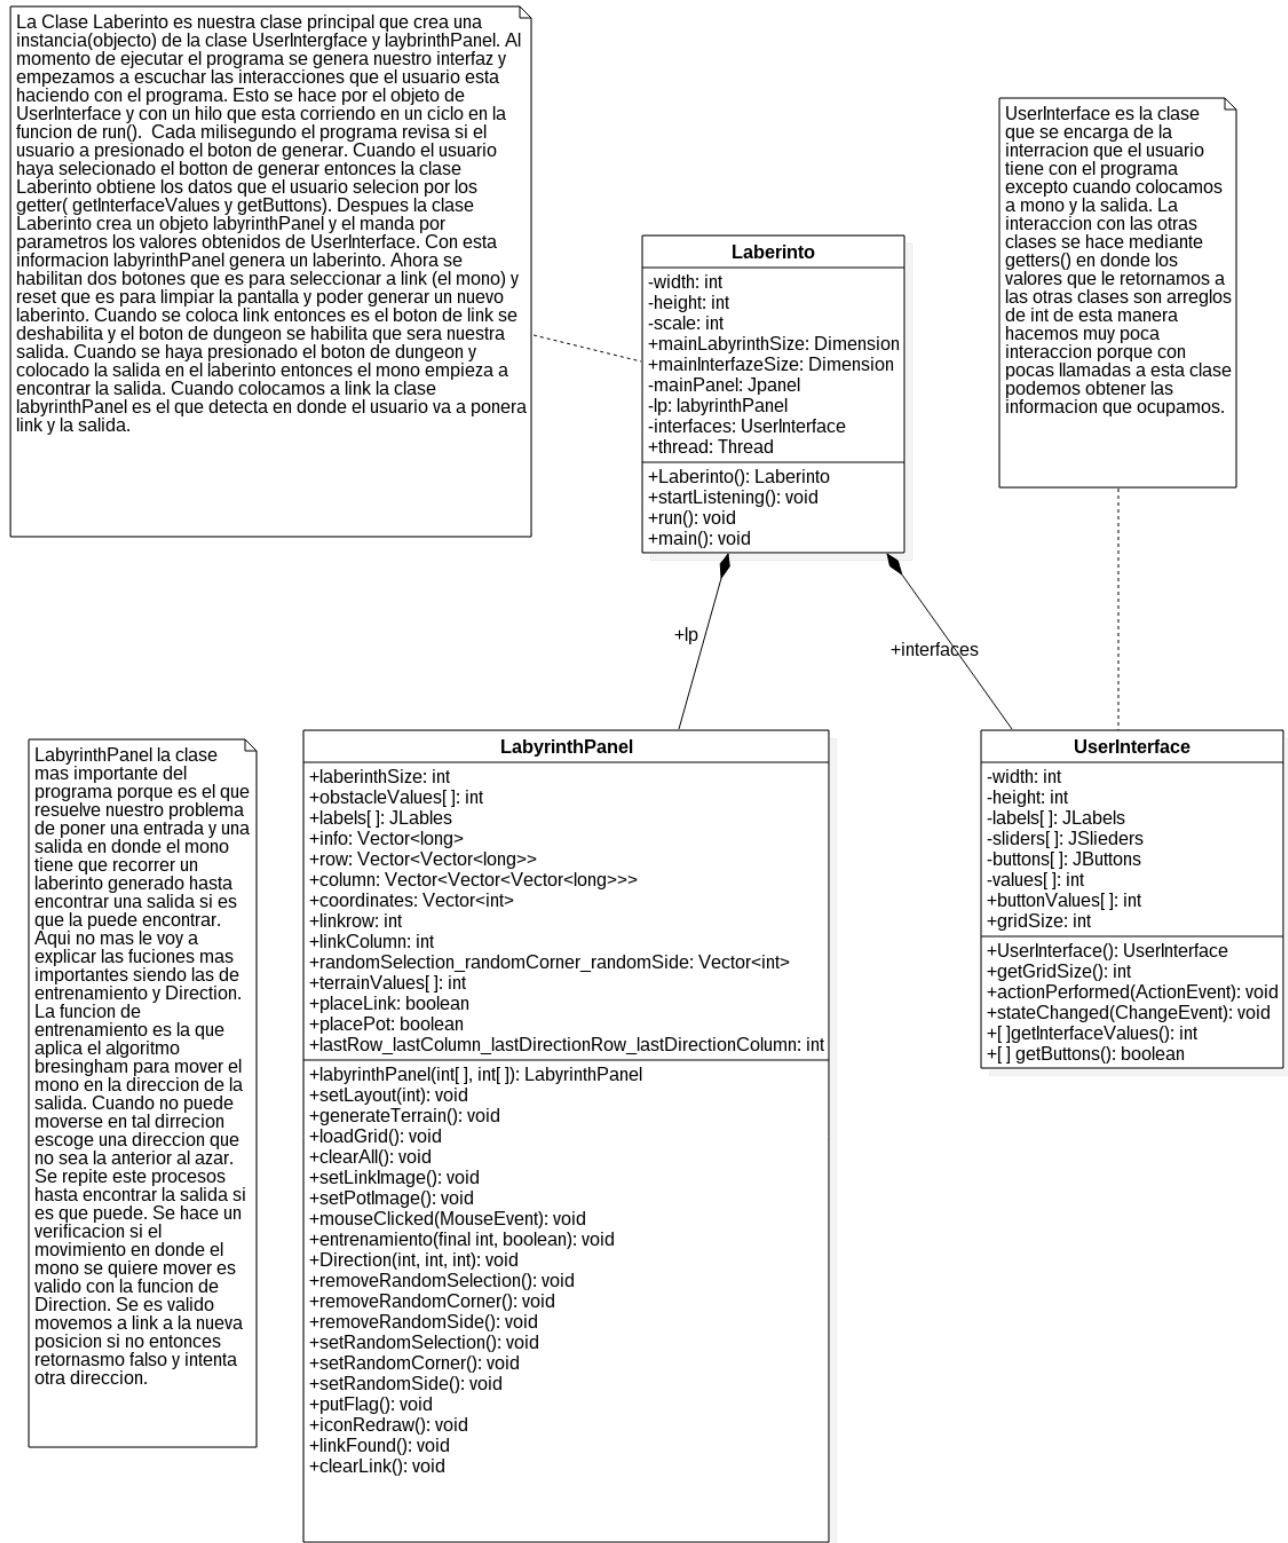 La Clase Laberinto es nuestra clase principal que crea una
instancia(objecto) de la clase UserIntergface y laybrinthPanel. Al
momento de ejecutar el programa se genera nuestro interfaz y
empezamos a escuchar las interacciones que el usuario esta
haciendo con el programa. Esto se hace por el objeto de
UserInterface y con un hilo que esta corriendo en un ciclo en la
funcion de run().  Cada milisegundo el programa revisa si el
usuario a presionado el boton de generar. Cuando el usuario
haya selecionado el botton de generar entonces la clase
Laberinto obtiene los datos que el usuario selecion por los
getter( getInterfaceValues y getButtons). Despues la clase
Laberinto crea un objeto labyrinthPanel y el manda por
parametros los valores obtenidos de UserInterface. Con esta
informacion labyrinthPanel genera un laberinto. Ahora se
habilitan dos botones que es para seleccionar a link (el mono) y
reset que es para limpiar la pantalla y poder generar un nuevo
laberinto. Cuando se coloca link entonces es el boton de link se
deshabilita y el boton de dungeon se habilita que sera nuestra
salida. Cuando se haya presionado el boton de dungeon y
colocado la salida en el laberinto entonces el mono empieza a
encontrar la salida. Cuando colocamos a link la clase
labyrinthPanel es el que detecta en donde el usuario va a ponera
link y la salida.
UserInterface es la clase
que se encarga de la
interracion que el usuario
tiene con el programa
excepto cuando colocamos
a mono y la salida. La
interaccion con las otras
clases se hace mediante
getters() en donde los
valores que le retornamos a
las otras clases son arreglos
de int de esta manera
hacemos muy poca
interaccion porque con
pocas llamadas a esta clase
podemos obtener las
informacion que ocupamos.
Laberinto
-width: int
-height: int
-scale: int
+mainLabyrinthSize: Dimension
+mainInterfazeSize: Dimension
-mainPanel: Jpanel
-lp: labyrinthPanel
-interfaces: UserInterface
+thread: Thread
+Laberinto(): Laberinto
+startListening(): void
+run(): void
+main(): void
+lp
+interfaces
LabyrinthPanel la clase
mas importante del
programa porque es el que
resuelve nuestro problema
de poner una entrada y una
salida en donde el mono
tiene que recorrer un
laberinto generado hasta
encontrar una salida si es
que la puede encontrar.
Aqui no mas le voy a
explicar las fuciones mas
importantes siendo las de
entrenamiento y Direction.
La funcion de
entrenamiento es la que
aplica el algoritmo
bresingham para mover el
mono en la direccion de la
salida. Cuando no puede
moverse en tal dirrecion
escoge una direccion que
no sea la anterior al azar.
Se repite este procesos
hasta encontrar la salida si
es que puede. Se hace un
verificacion si el
movimiento en donde el
mono se quiere mover es
valido con la funcion de
Direction. Se es valido
movemos a link a la nueva
posicion si no entonces
retornasmo falso y intenta
otra direccion.
LabyrinthPanel
+laberinthSize: int
+obstacleValues[ ]: int
+labels[ ]: JLables
+info: Vector<long>
+row: Vector<Vector<long>>
+column: Vector<Vector<Vector<long>>>
+coordinates: Vector<int>
+linkrow: int
+linkColumn: int
+randomSelection_randomCorner_randomSide: Vector<int>
+terrainValues[ ]: int
+placeLink: boolean
+placePot: boolean
+lastRow_lastColumn_lastDirectionRow_lastDirectionColumn: int
+labyrinthPanel(int[ ], int[ ]): LabyrinthPanel
+setLayout(int): void
+generateTerrain(): void
+loadGrid(): void
+clearAll(): void
+setLinkImage(): void
+setPotImage(): void
+mouseClicked(MouseEvent): void
+entrenamiento(final int, boolean): void
+Direction(int, int, int): void
+removeRandomSelection(): void
+removeRandomCorner(): void
+removeRandomSide(): void
+setRandomSelection(): void
+setRandomCorner(): void
+setRandomSide(): void
+putFlag(): void
+iconRedraw(): void
+linkFound(): void
+clearLink(): void
UserInterface
-width: int
-height: int
-labels[ ]: JLabels
-sliders[ ]: JSlieders
-buttons[ ]: JButtons
-values[ ]: int
+buttonValues[ ]: int
+gridSize: int
+UserInterface(): UserInterface
+getGridSize(): int
+actionPerformed(ActionEvent): void
+stateChanged(ChangeEvent): void
+[ ]getInterfaceValues(): int
+[ ] getButtons(): boolean